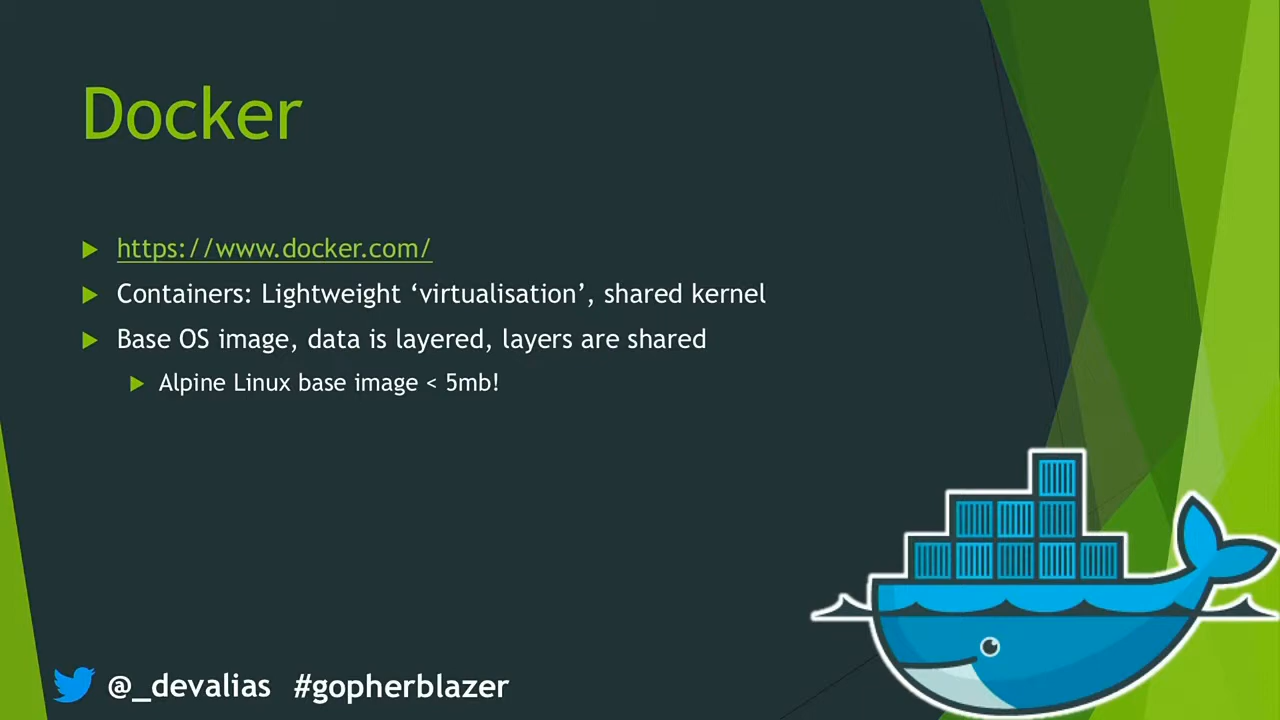 Docker
https://www.docker.com/
Containers: Lightweight ‘virtualisation’, shared kernel
Base OS image, data is layered, layers are shared
Alpine Linux base image < 5mb!
@_devalias #gopherblazer